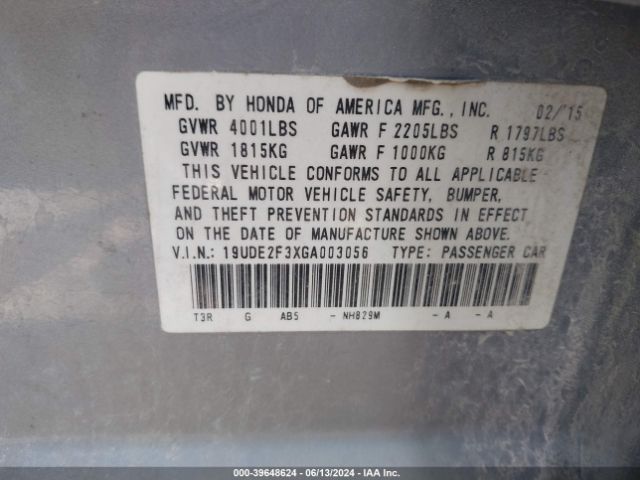 MFD. BY HONDA OF AMERICA MFG., INC. 02/'15
GVWR 4001LBS GAWR F 2205LBS R 1797LBS
GVWR 1815KG GAWR F 1000KG R 815KG
THIS VEHICLE CONFORMS TO ALL APPLICABLE
FEDERAL MOTOR VEHICLE SAFETY, BUMPER,
AND THEFT PREVENTION STANDARDS IN EFFECT
ON THE DATE OF MANUFACTURE SHOWN ABOVE.
V.I.N.: 19UDE2F3XGA003056 TYPE: PASSENGER CAR
T3R G AB5 - NH829M - A - A
000-39648624 | 06/13/2024 | IAA Inc.